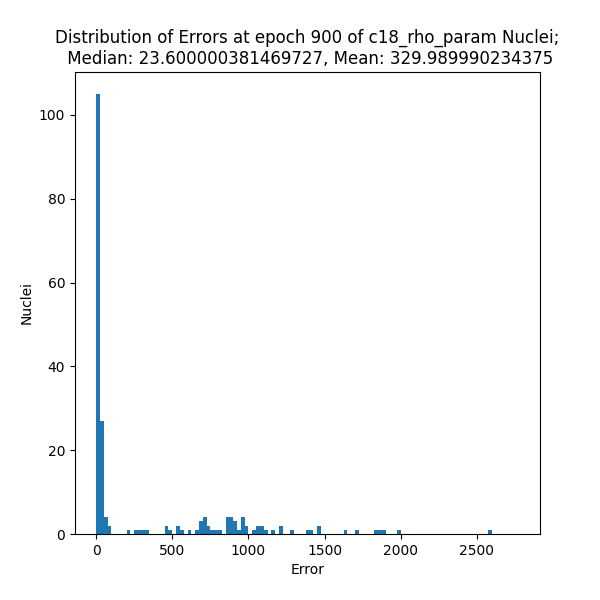 Distribution of Errors at epoch 900 of c18_rho_param Nuclei;
Median: 23.600000381469727, Mean: 329.989990234375
100
80
60
40
20
0
Nuclei
0 500 1000 1500 2000 2500
Error